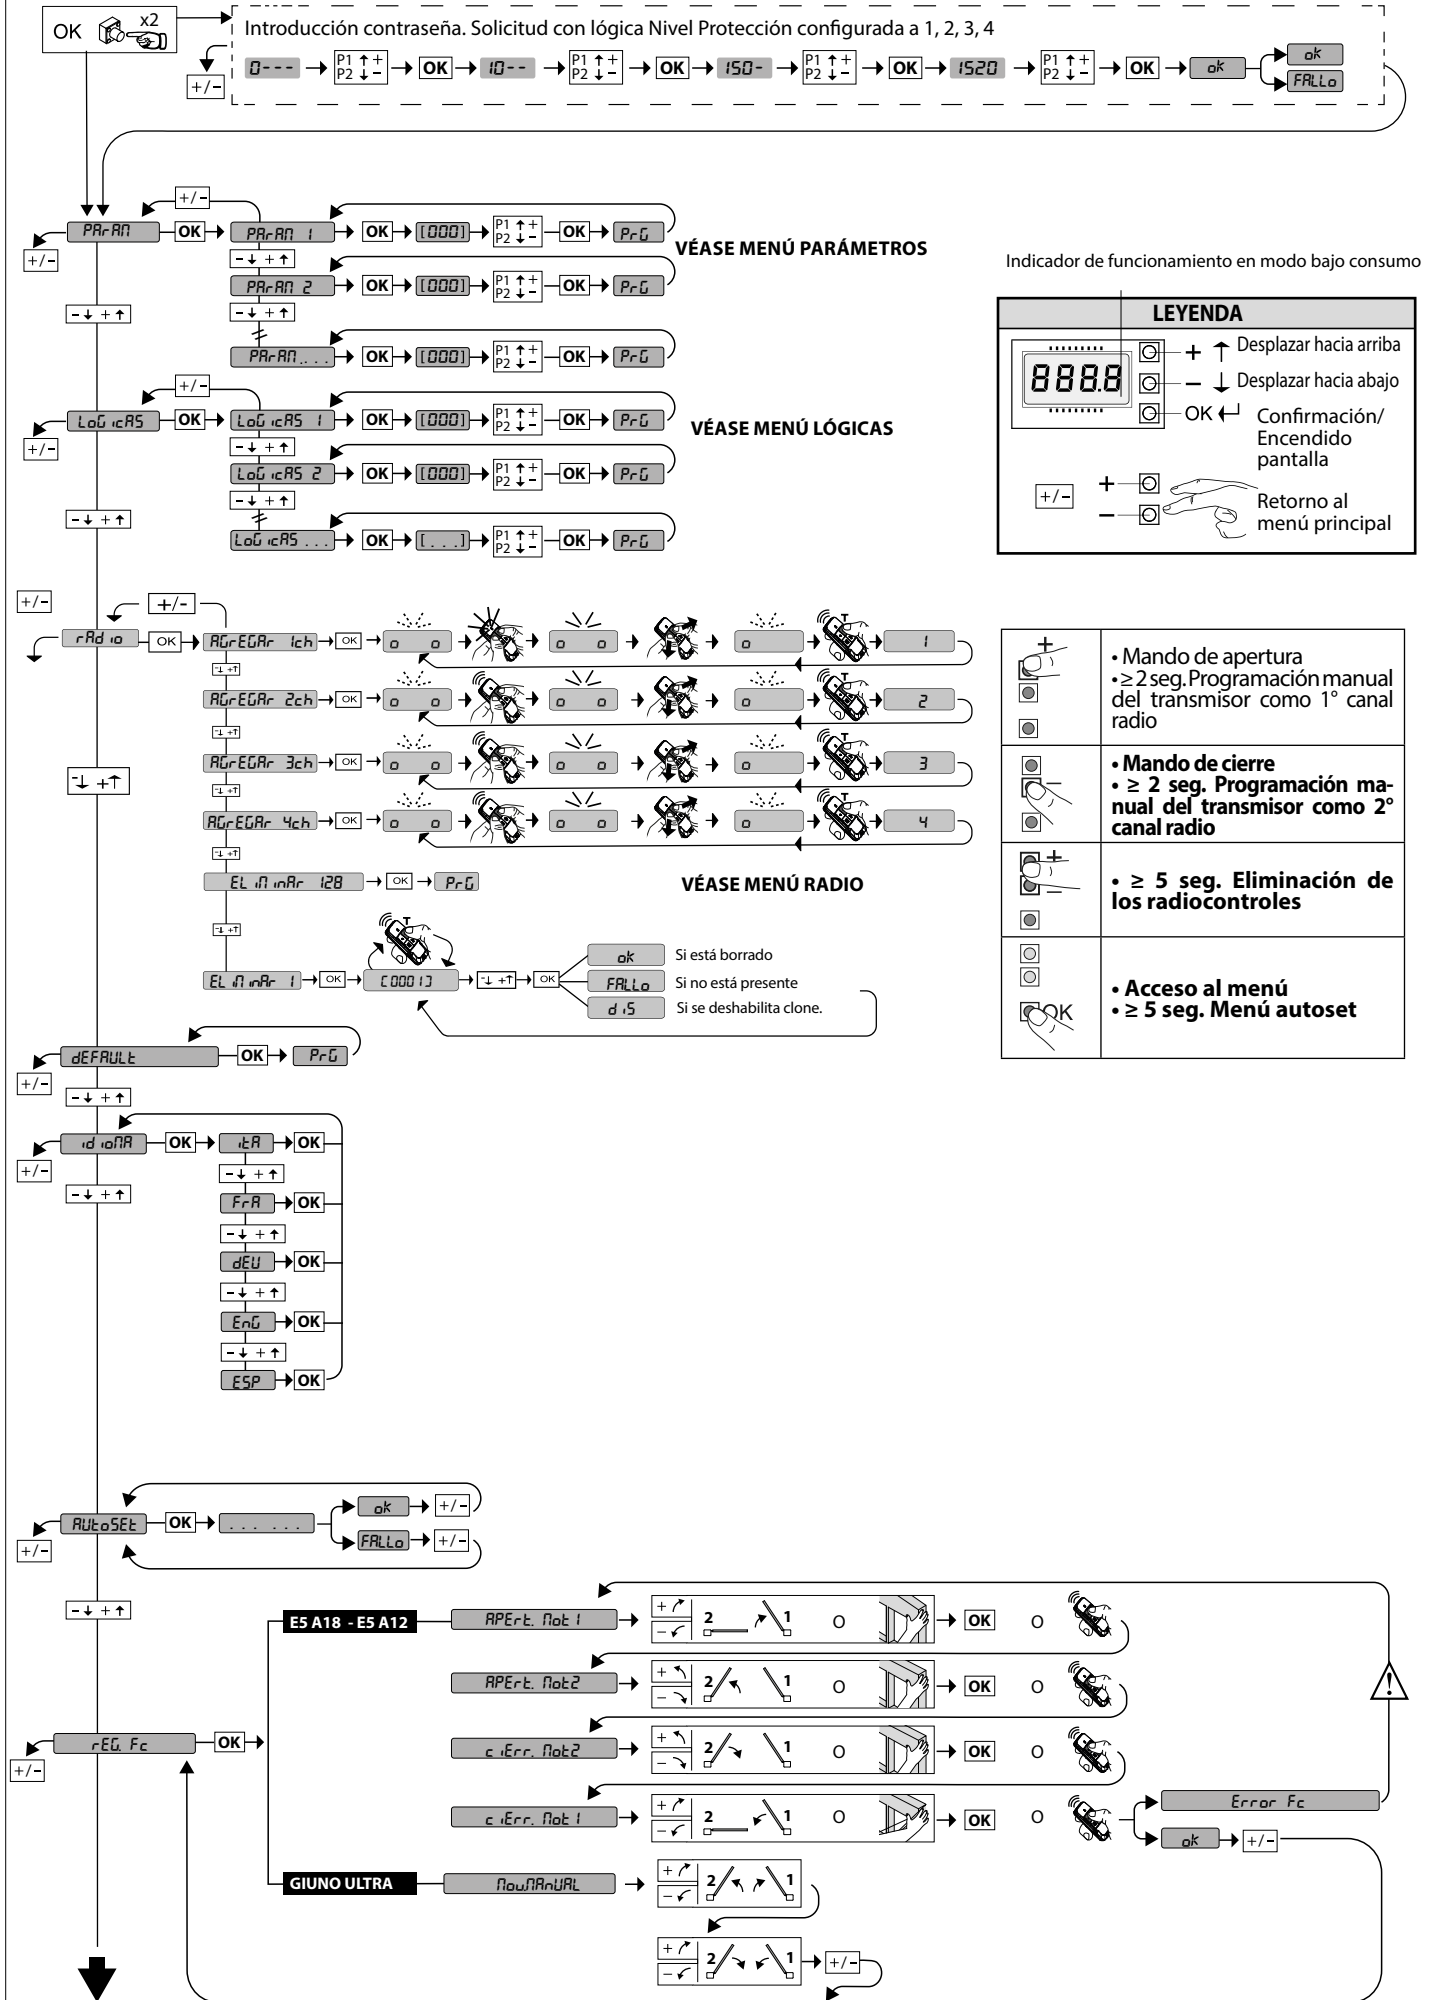 OK x2
Introducción contraseña. Solicitud con lógica Nivel Protección configurada a 1, 2, 3, 4
+/-
0--- P1 ↑ + P2 ↓ - OK 10-- P1 ↑ + P2 ↓ - OK 150- P1 ↑ + P2 ↓ - OK 1520 P1 ↑ + P2 ↓ - OK ok ok
FALLo
+/-
PArAM OK PArAM 1 OK [000] P1 ↑ + P2 ↓ - OK PrG
VÉASE MENÚ PARÁMETROS
+/-
- ↓ + ↑
PArAM 2 OK [000] P1 ↑ + P2 ↓ - OK PrG
- ↓ + ↑
- ↓ + ↑
PArAM.... OK [000] P1 ↑ + P2 ↓ - OK PrG
+/-
LoGicAS OK LoGicAS 1 OK [000] P1 ↑ + P2 ↓ - OK PrG
VÉASE MENÚ LÓGICAS
+/-
- ↓ + ↑
LoGicAS 2 OK [000] P1 ↑ + P2 ↓ - OK PrG
- ↓ + ↑
- ↓ + ↑
LoGicAS ... OK [. . .] P1 ↑ + P2 ↓ - OK PrG
Indicador de funcionamiento en modo bajo consumo
LEYENDA
888.8
+ ↑ Desplazar hacia arriba
- ↓ Desplazar hacia abajo
OK ↵ Confirmación/
Encendido
pantalla
+/- + -
Retorno al
menú principal
+/- +/-
rAdio OK AGrEGAr 1ch OK o o o o o T 1
-↓ +↑
AGrEGAr 2ch OK o o o o o T 2
-↓ +↑
AGrEGAr 3ch OK o o o o o T 3
-↓ +↑
-↓ +↑
AGrEGAr 4ch OK o o o o o T 4
-↓ +↑
ELiMinAr 128 OK PrG
VÉASE MENÚ RADIO
-↓ +↑
T
ELiMinAr 1 OK [0001] -↓ +↑ OK
ok Si está borrado
FALLo Si no está presente
diS Si se deshabilita clone.
+
• Mando de apertura
• ≥ 2 seg. Programación manual
del transmisor como 1° canal
radio
-
• Mando de cierre
• ≥ 2 seg. Programación ma-
nual del transmisor como 2°
canal radio
+
-
• ≥ 5 seg. Eliminación de
los radiocontroles
OK
• Acceso al menú
• ≥ 5 seg. Menú autoset
dEFAULt OK PrG
+/-
- ↓ + ↑
idioMA OK itA OK
+/-
- ↓ + ↑
- ↓ + ↑
FrA OK
- ↓ + ↑
dEU OK
- ↓ + ↑
EnG OK
- ↓ + ↑
ESP OK
AUtoSEt OK . . . . . . ok +/-
FALLo +/-
+/-
- ↓ + ↑
E5 A18 - E5 A12 APErt. Mot 1 + - 2 1 O OK O
APErt. Mot2 + - 2 1 O OK O
rEG. Fc OK
+/-
ciErr. Mot2 + - 2 1 O OK O
ciErr. Mot 1 + - 2 1 O OK O
Error Fc
ok +/-
!
GIUNO ULTRA Mov.MAnUAL + - 2 1
+ - 2 1 +/-